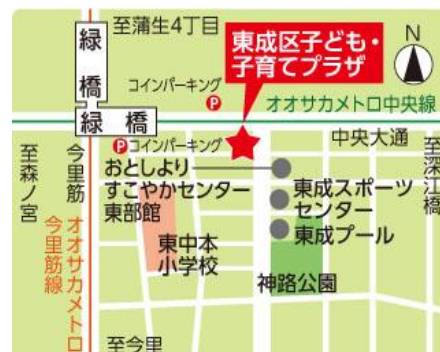 至蒲生4丁目
緑橋
東成区子ども・
子育てプラザ
N
コインパーキング
P
オオサカメトロ中央線
緑橋
P
コインパーキング
中央大通
至森ノ宮
今里筋
オオサカメトロ
今里筋線
おとしより
すこやかセンター
東部館
東成スポーツ
センター
東成プール
至深江橋
東中本
小学校
神路公園
至今里